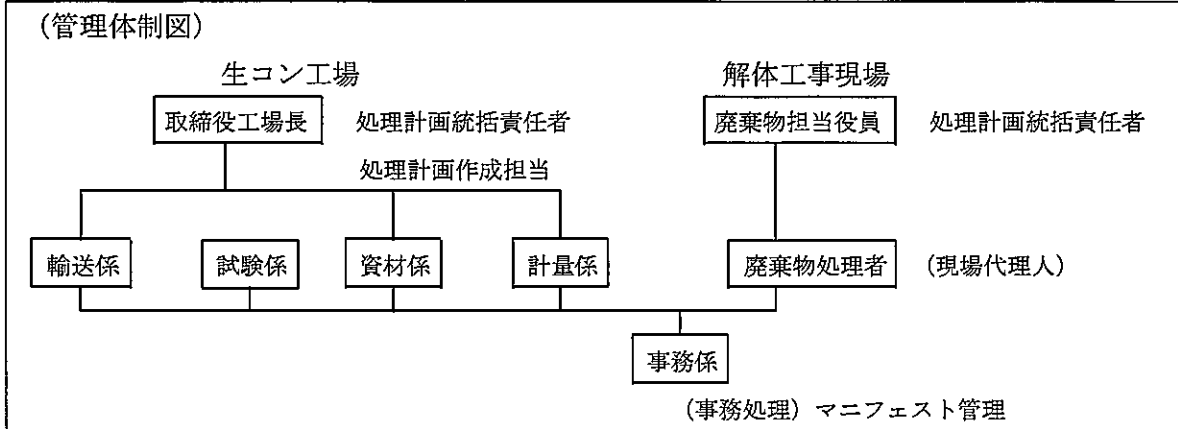 (管理体制図)
生コン工場 解体工事現場
取締役工場長 処理計画統括責任者 廃棄物担当役員 処理計画統括責任者
処理計画作成担当
輸送係 試験係 資材係 計量係 廃棄物処理者 (現場代理人)
事務係
(事務処理) マニフェスト管理